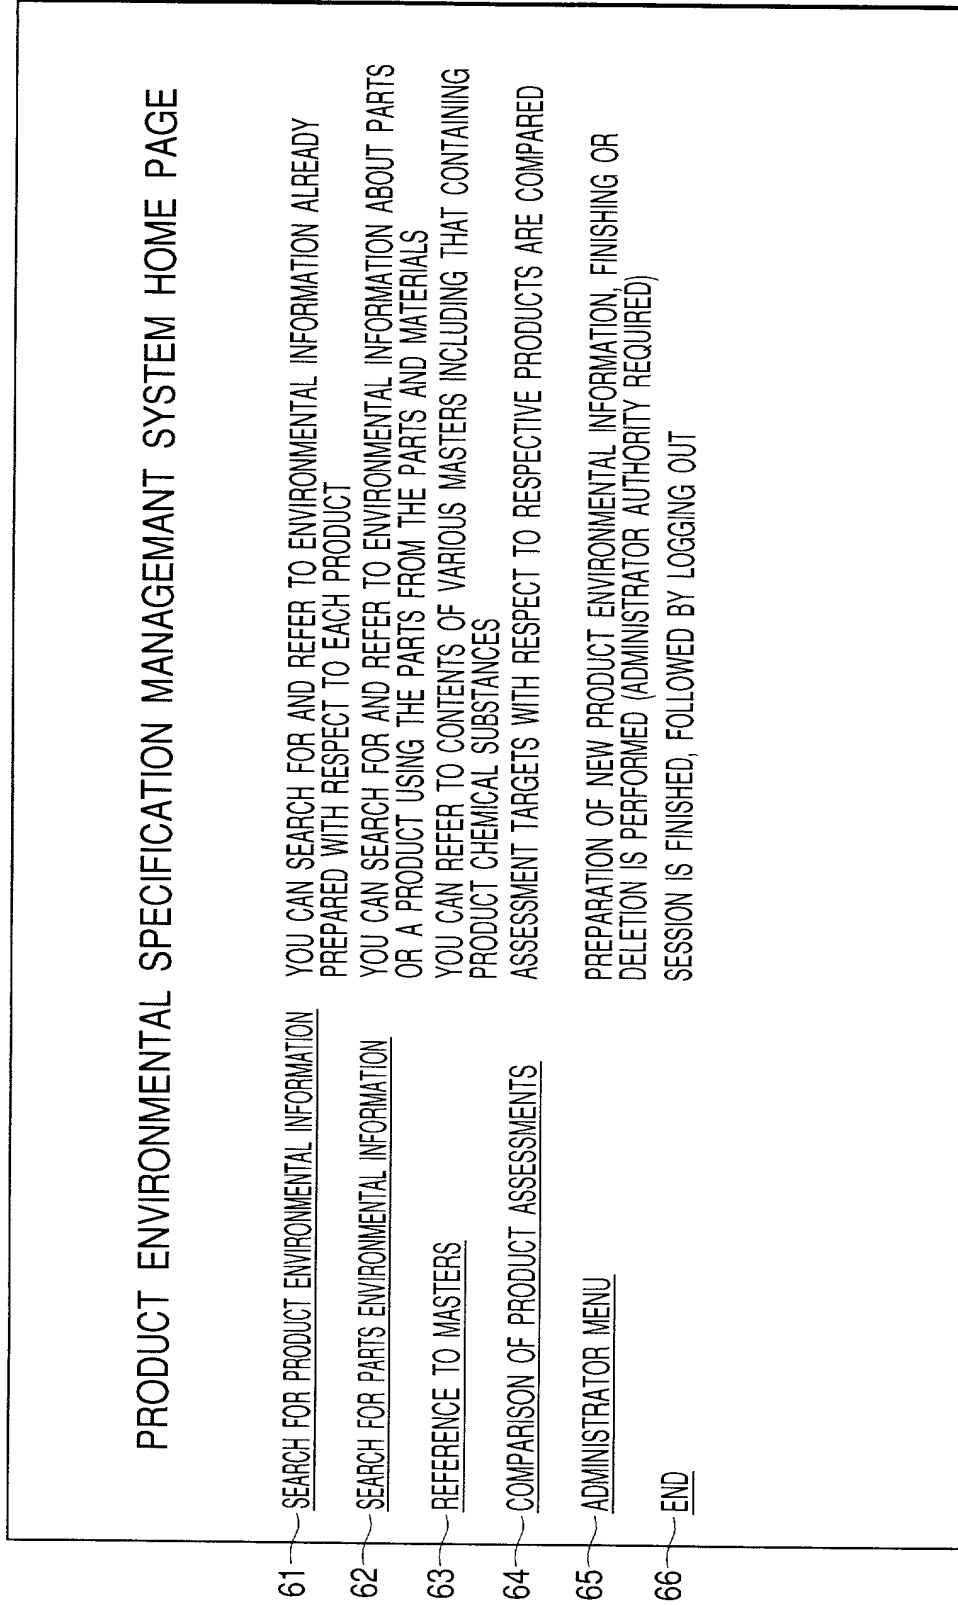 PRODUCT ENVIRONMENTAL SPECIFICATION MANAGEMANT SYSTEM HOME PAGE
61 SEARCH FOR PRODUCT ENVIRONMENTAL INFORMATION YOU CAN SEARCH FOR AND REFER TO ENVIRONMENTAL INFORMATION ALREADY
PREPARED WITH RESPECT TO EACH PRODUCT
62 SEARCH FOR PARTS ENVIRONMENTAL INFORMATION YOU CAN SEARCH FOR AND REFER TO ENVIRONMENTAL INFORMATION ABOUT PARTS
OR A PRODUCT USING THE PARTS FROM THE PARTS AND MATERIALS
63 REFERENCE TO MASTERS YOU CAN REFER TO CONTENTS OF VARIOUS MASTERS INCLUDING THAT CONTAINING
PRODUCT CHEMICAL SUBSTANCES
64 COMPARISON OF PRODUCT ASSESSMENTS ASSESSMENT TARGETS WITH RESPECT TO RESPECTIVE PRODUCTS ARE COMPARED
65 ADMINISTRATOR MENU PREPARATION OF NEW PRODUCT ENVIRONMENTAL INFORMATION, FINISHING OR
DELETION IS PERFORMED (ADMINISTRATOR AUTHORITY REQUIRED)
66 END SESSION IS FINISHED, FOLLOWED BY LOGGING OUT